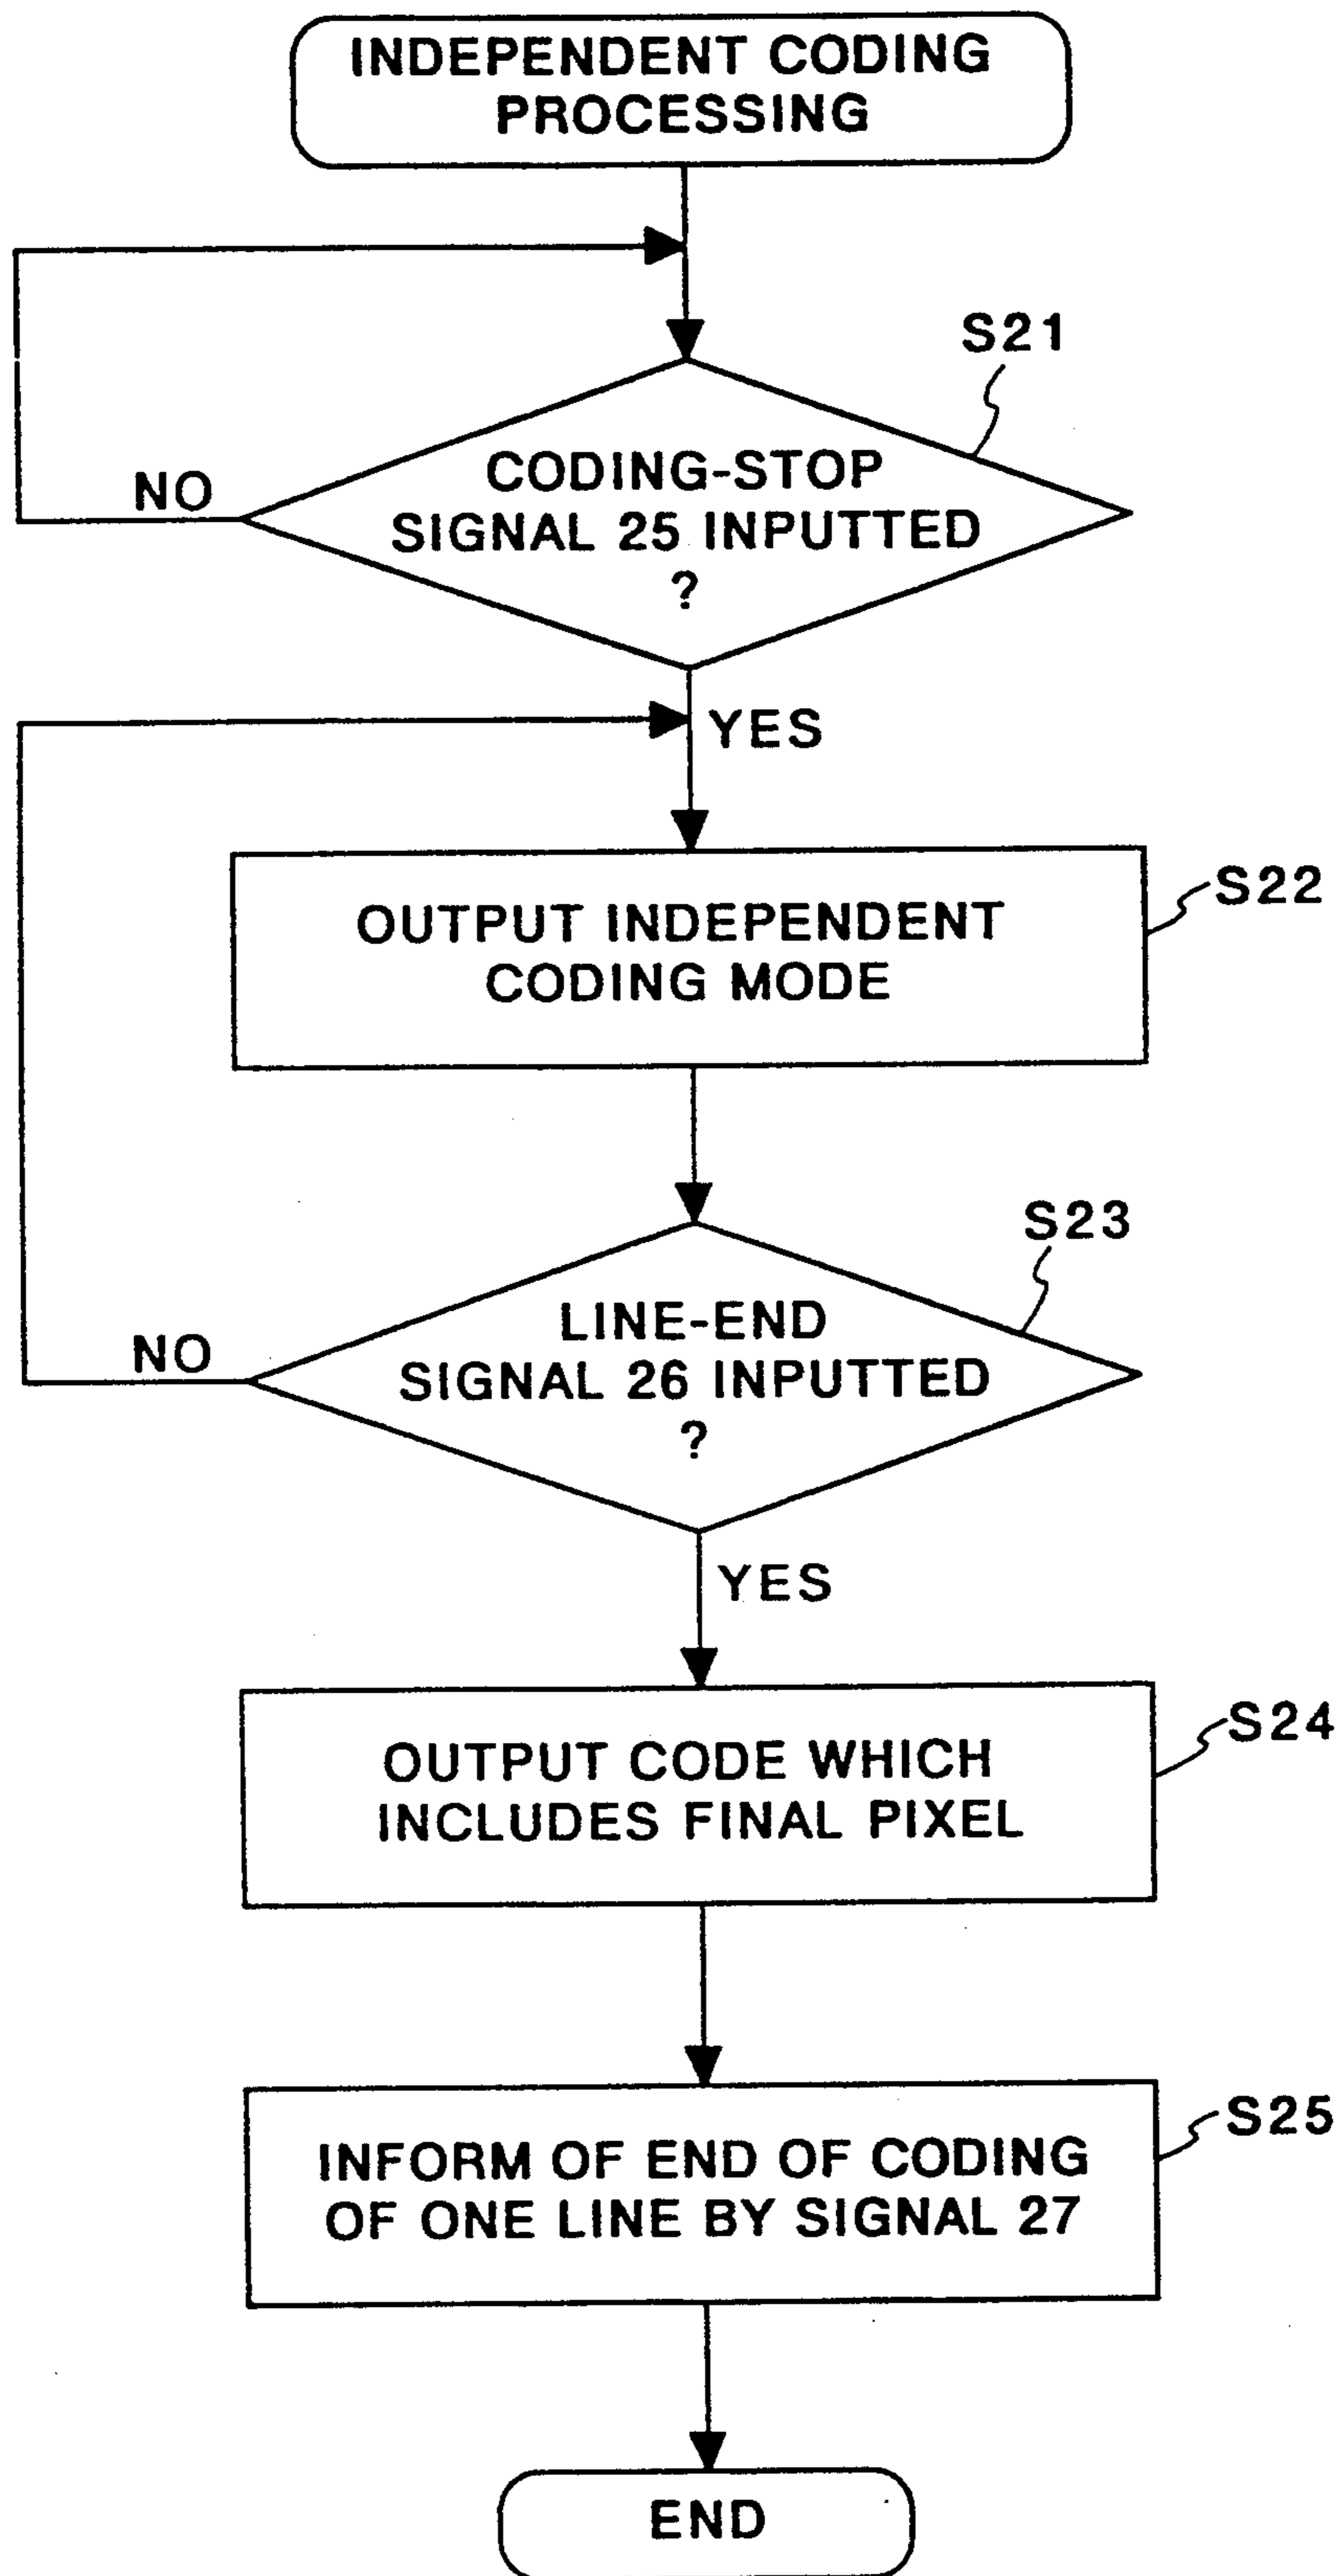 INDEPENDENT CODING
PROCESSING
S21
CODING-STOP
SIGNAL 25 INPUTTED
?
NO
YES
S22
OUTPUT INDEPENDENT
CODING MODE
S23
LINE-END
SIGNAL 26 INPUTTED
?
NO
YES
S24
OUTPUT CODE WHICH
INCLUDES FINAL PIXEL
S25
INFORM OF END OF CODING
OF ONE LINE BY SIGNAL 27
END